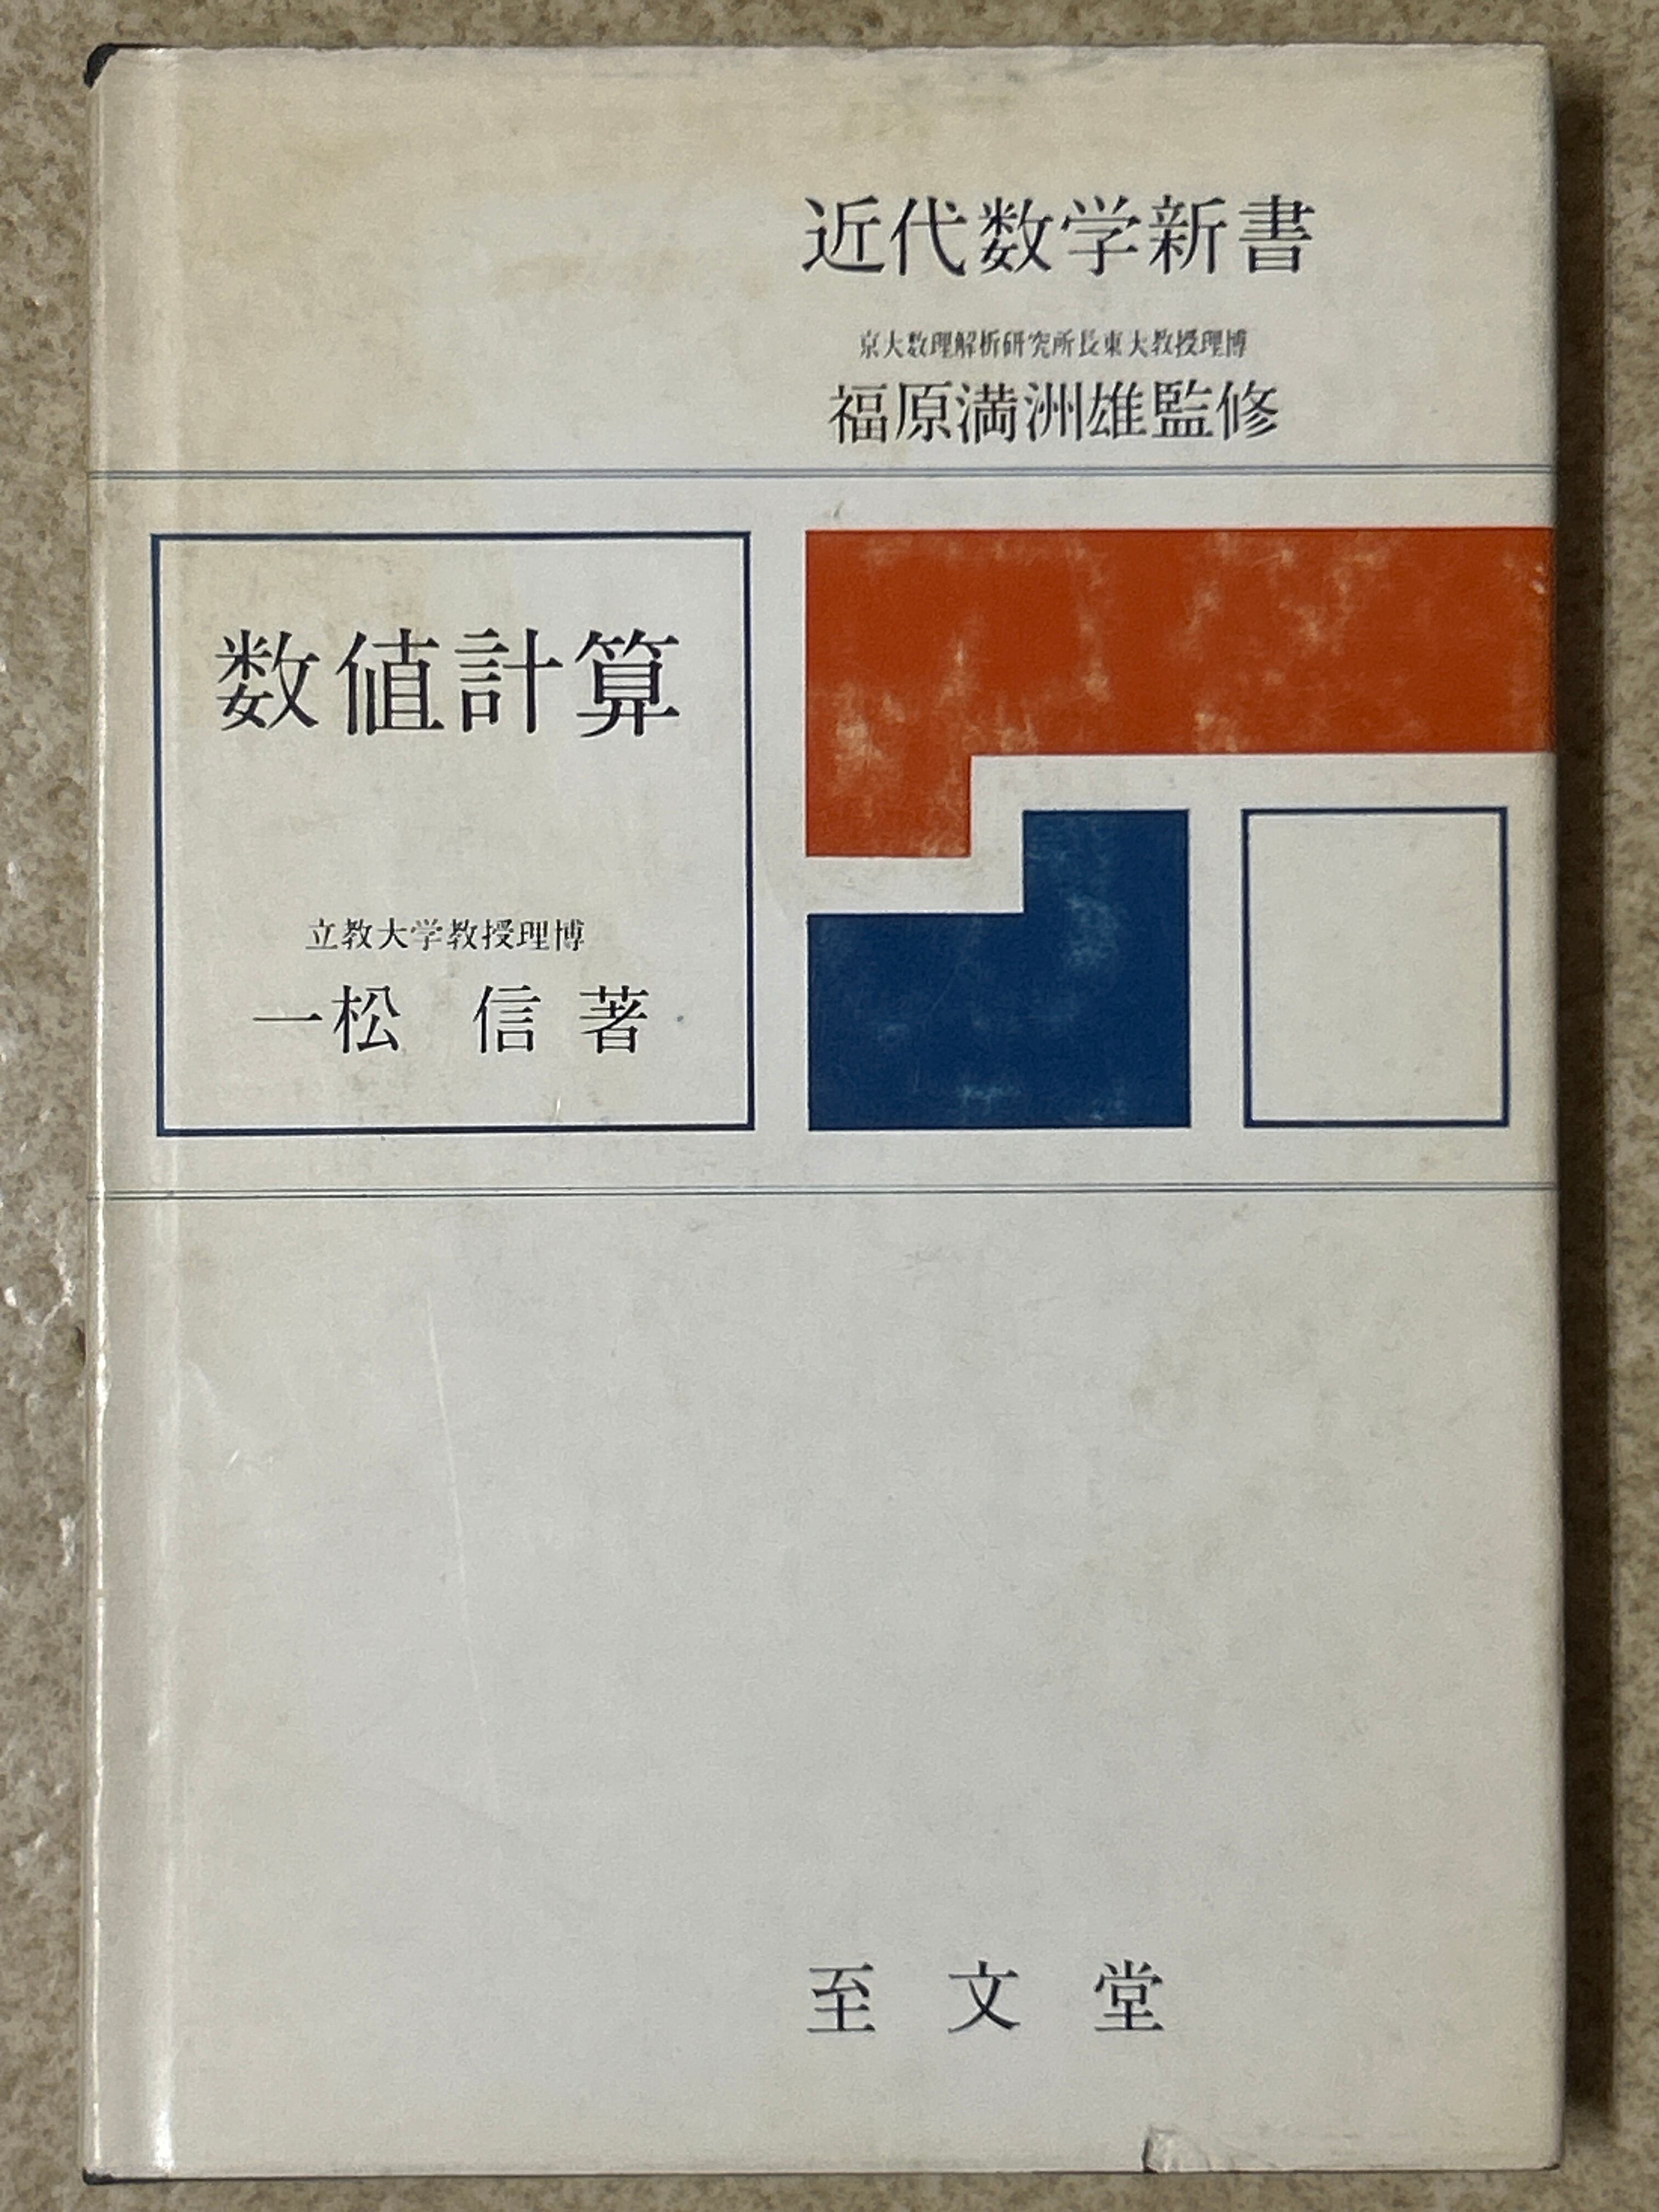 近代数学新書
京大数理解析研究所長東大教授理博
福原満洲雄監修
数値計算
立教大学教授理博
一松 信 著
至文堂